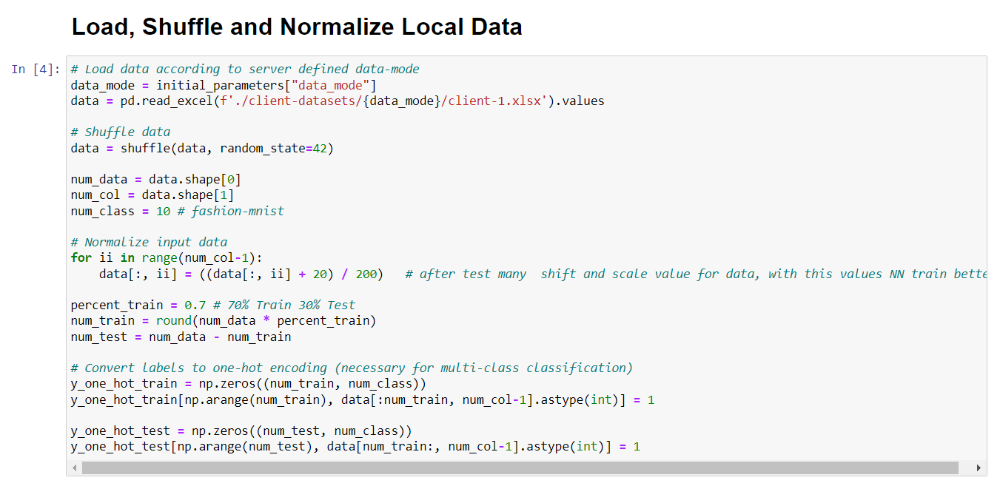 Load, Shuffle and Normalize Local Data
In [4]:
# Load data according to server defined data-mode
data_mode = initial_parameters["data_mode"]
data = pd.read_excel(f'./client-datasets/{data_mode}/client-1.xlsx').values
# Shuffle data
data = shuffle(data, random_state=42)
num_data = data.shape[0]
num_col = data.shape[1]
num_class = 10 # fashion-mnist
# Normalize input data
for ii in range(num_col-1):
    data[:, ii] = ((data[:, ii] + 20) / 200)   # after test many  shift and scale value for data, with this values NN train bette
percent_train = 0.7 # 70% Train 30% Test
num_train = round(num_data * percent_train)
num_test = num_data - num_train
# Convert labels to one-hot encoding (necessary for multi-class classification)
y_one_hot_train = np.zeros((num_train, num_class))
y_one_hot_train[np.arange(num_train), data[:num_train, num_col-1].astype(int)] = 1
y_one_hot_test = np.zeros((num_test, num_class))
y_one_hot_test[np.arange(num_test), data[num_train:, num_col-1].astype(int)] = 1